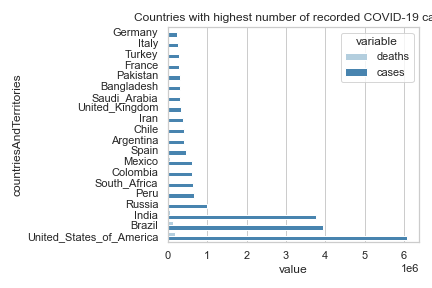 Countries with highest number of recorded COVID-19 ca
variable
deaths
cases
countriesAndTerritories
Germany
Italy
Turkey
France
Pakistan
Bangladesh
Saudi_Arabia
United_Kingdom
Iran
Chile
Argentina
Spain
Mexico
Colombia
South_Africa
Peru
Russia
India
Brazil
United_States_of_America
0 1 2 3 4 5 6
1e6
value